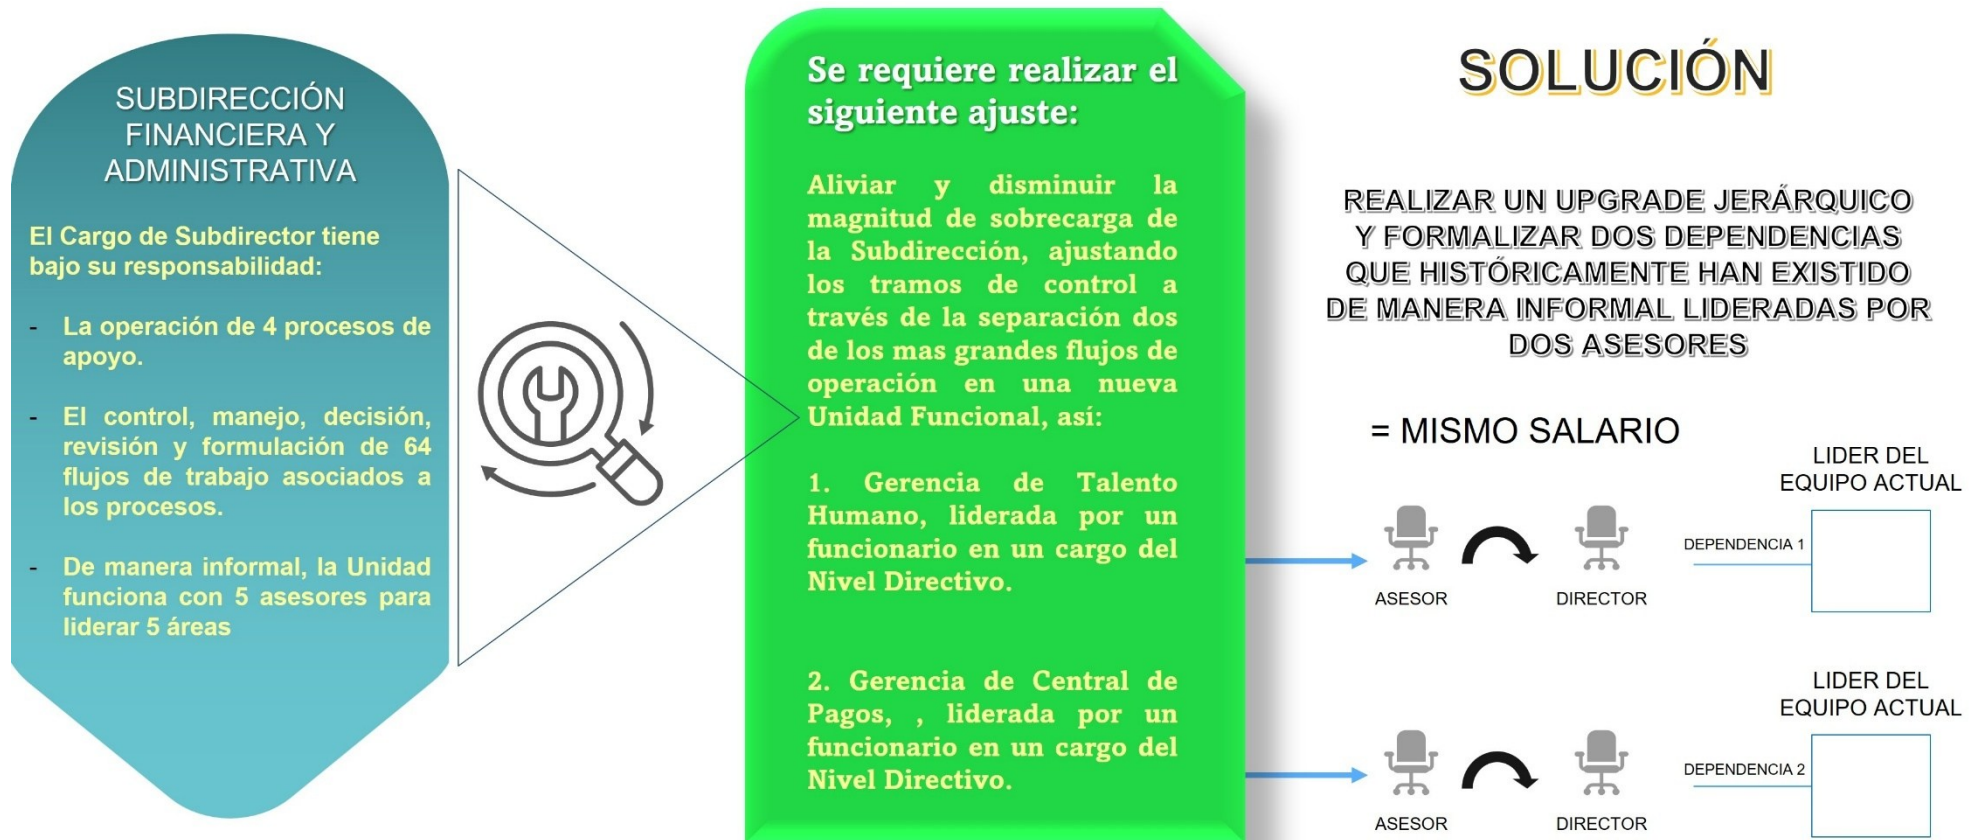 SUBDIRECCIÓN
FINANCIERA Y
ADMINISTRATIVA
El Cargo de Subdirector tiene
bajo su responsabilidad:
- La operación de 4 procesos de
apoyo.
- El control, manejo, decisión,
revisión y formulación de 64
flujos de trabajo asociados a
los procesos.
- De manera informal, la Unidad
funciona con 5 asesores para
liderar 5 áreas
Se requiere realizar el
siguiente ajuste:
Aliviar y disminuir la
magnitud de sobrecarga de
la Subdirección, ajustando
los tramos de control a
través de la separación dos
de los mas grandes flujos de
operación en una nueva
Unidad Funcional, así:
1. Gerencia de Talento
Humano, liderada por un
funcionario en un cargo del
Nivel Directivo.
2. Gerencia de Central de
Pagos, , liderada por un
funcionario en un cargo del
Nivel Directivo.
SOLUCIÓN
REALIZAR UN UPGRADE JERÁRQUICO
Y FORMALIZAR DOS DEPENDENCIAS
QUE HISTÓRICAMENTE HAN EXISTIDO
DE MANERA INFORMAL LIDERADAS POR
DOS ASESORES
= MISMO SALARIO
LIDER DEL
EQUIPO ACTUAL
DEPENDENCIA 1
ASESOR
DIRECTOR
LIDER DEL
EQUIPO ACTUAL
DEPENDENCIA 2
ASESOR
DIRECTOR